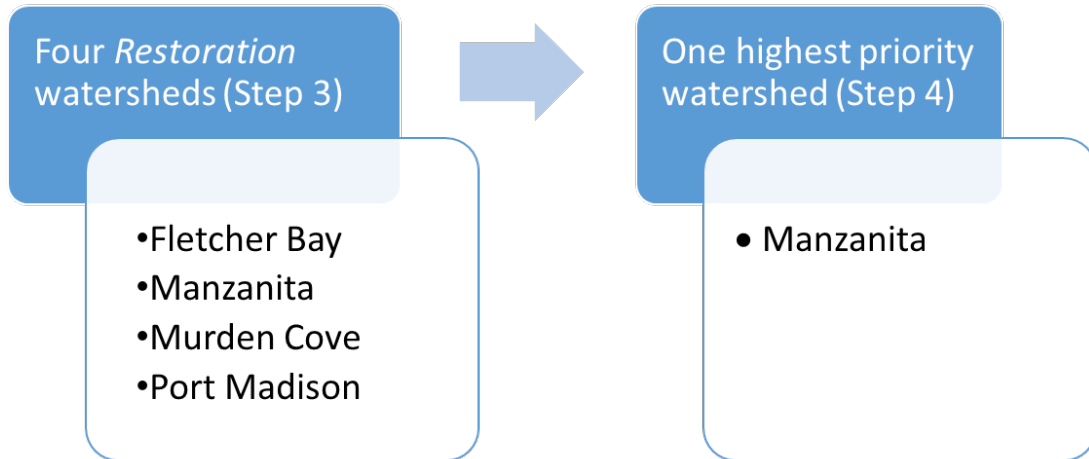 Four Restoration
watersheds (Step 3)
•Fletcher Bay
•Manzanita
•Murden Cove
•Port Madison
One highest priority
watershed (Step 4)
• Manzanita